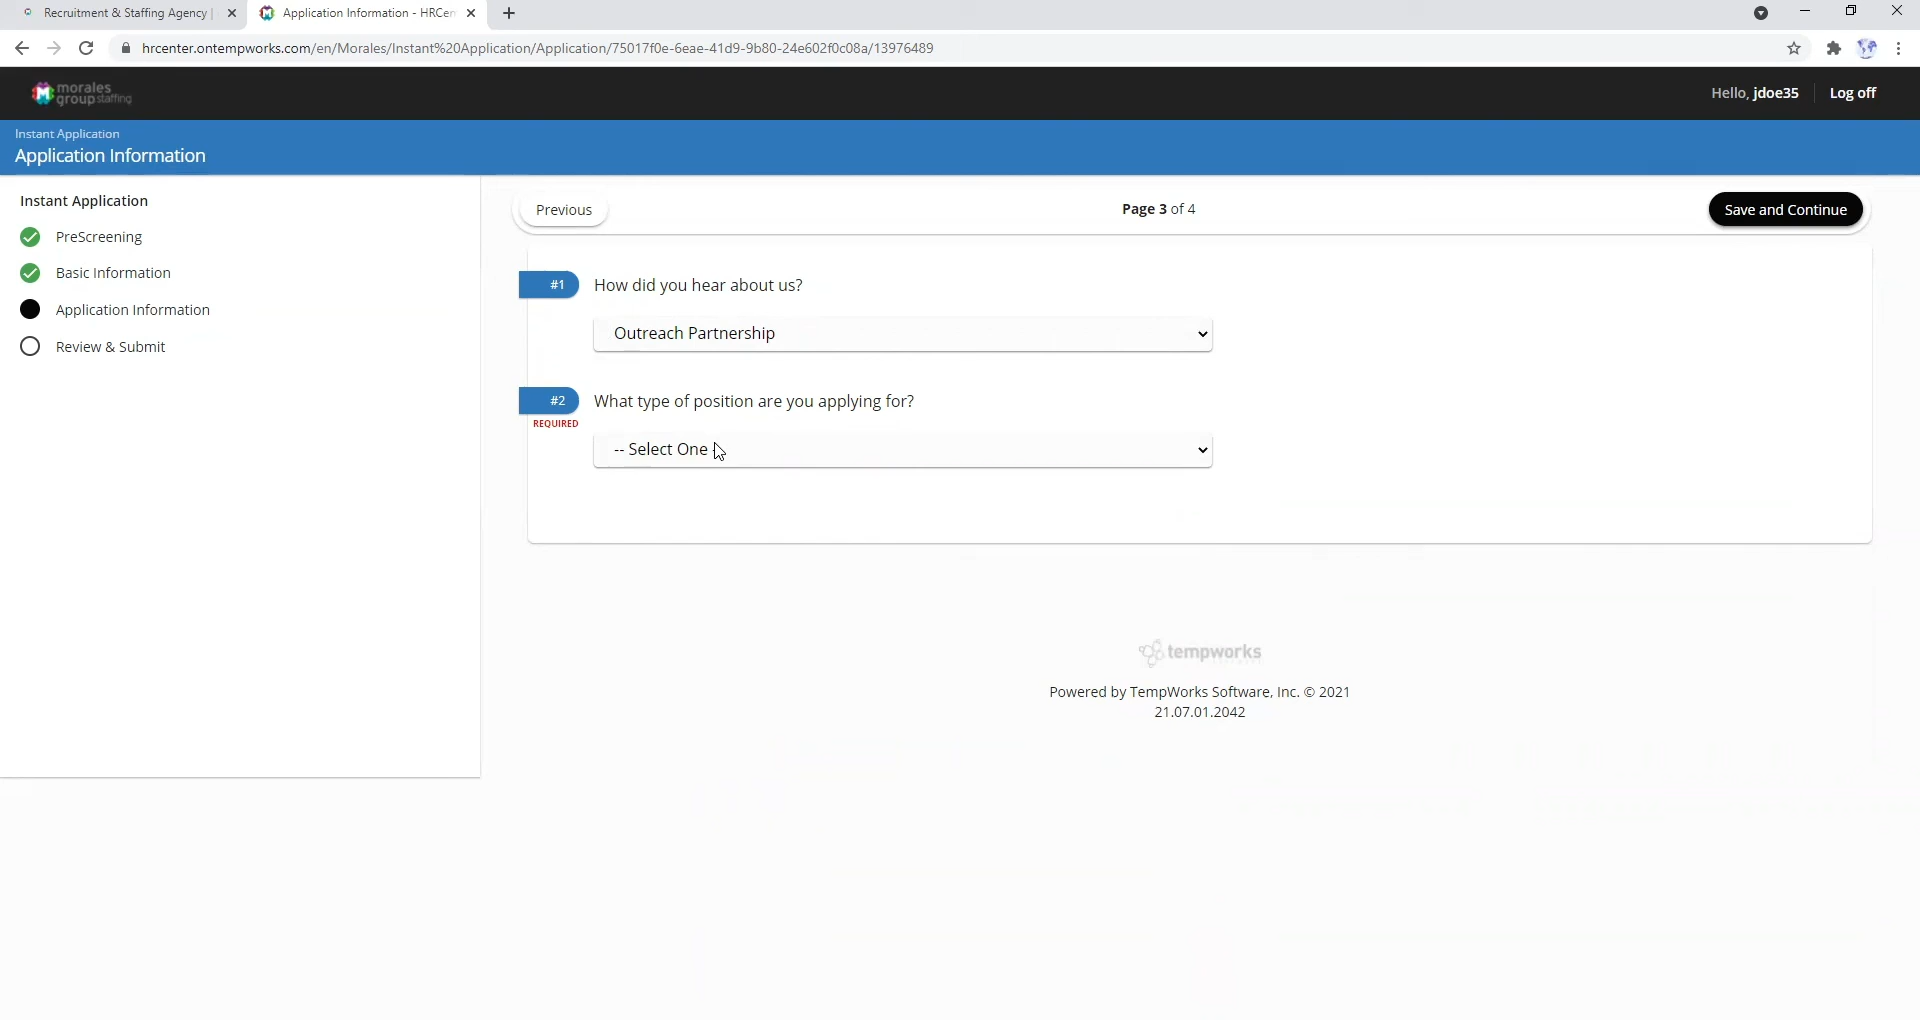 Recruitment & Staffing Agency |
Application Information - HRCen
hrcenter.ontempworks.com/en/Morales/Instant%20Application/Application/75017f0e-6eae-41d9-9b80-24e602f0c08a/13976489
morales
group staffing
Hello, jdoe35
Log off
Instant Application
Application Information
Instant Application
PreScreening
Basic Information
Application Information
Review & Submit
Previous
Page 3 of 4
Save and Continue
#1
How did you hear about us?
Outreach Partnership
#2
What type of position are you applying for?
REQUIRED
-- Select One
tempworks
Powered by TempWorks Software, Inc. © 2021
21.07.01.2042